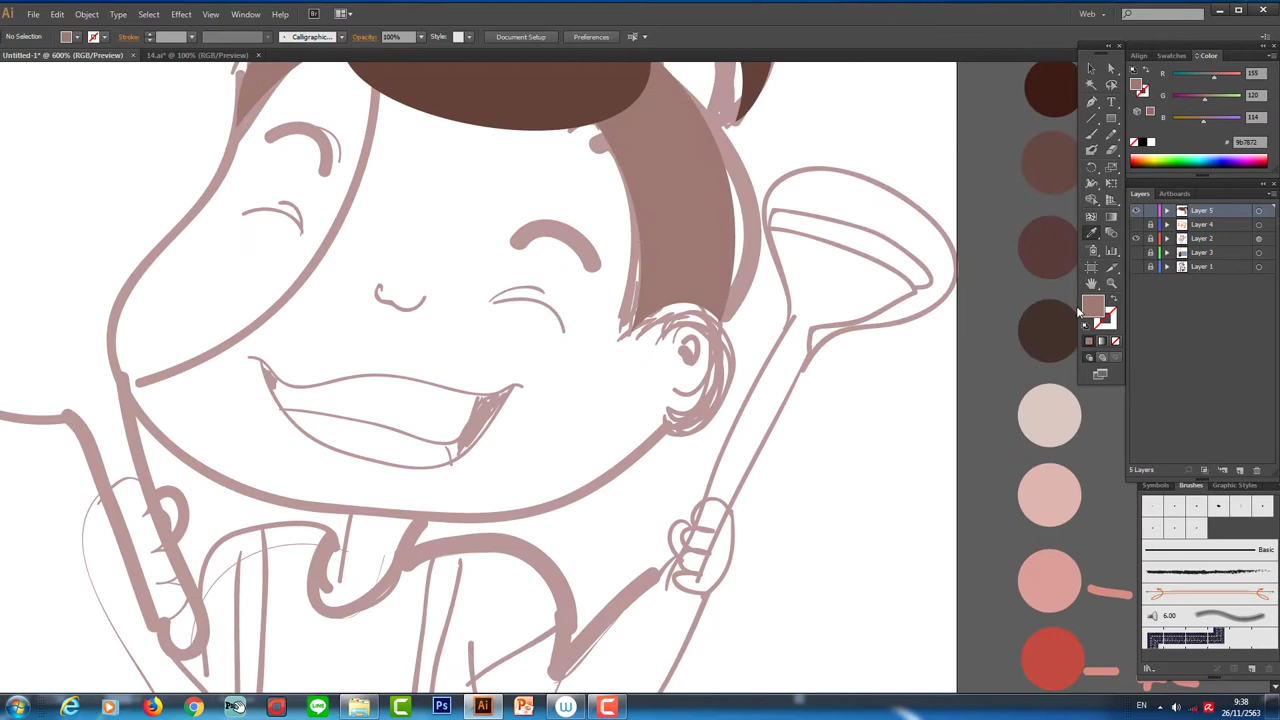 Ai File Edit Object Type Select Effect View Window Help Br Web
No Selection Stroke: Calligraphic... Opacity: 100% Style: Document Setup Preferences
Untitled-1* @ 600% (RGB/Preview) × 14.ai* @ 100% (RGB/Preview) ×
Align Swatches Color
R 155
G 120
B 114
# 9b7872
Layers Artboards
Layer 5
Layer 4
Layer 2
Layer 3
Layer 1
5 Layers
Symbols Brushes Graphic Styles
Basic
6.00
EN 9:38
26/11/2563